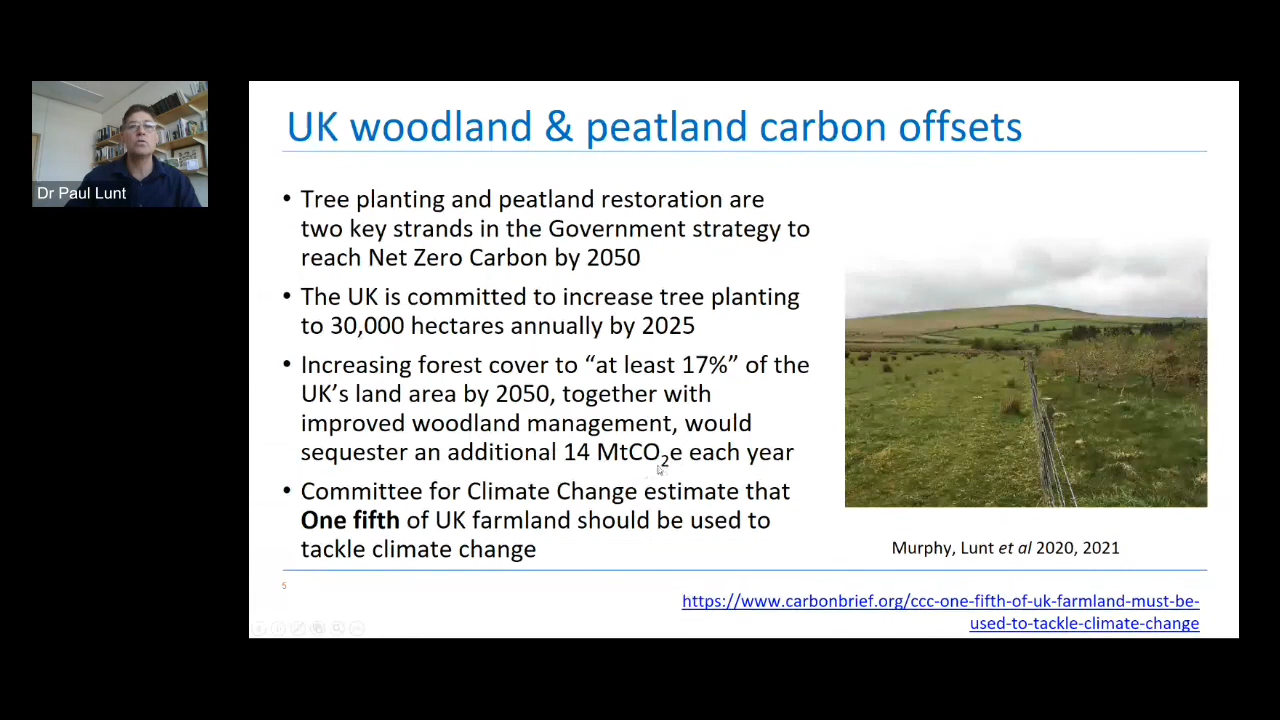 Dr Paul Lunt
UK woodland & peatland carbon offsets
• Tree planting and peatland restoration are
two key strands in the Government strategy to
reach Net Zero Carbon by 2050
• The UK is committed to increase tree planting
to 30,000 hectares annually by 2025
• Increasing forest cover to “at least 17%” of the
UK’s land area by 2050, together with
improved woodland management, would
sequester an additional 14 MtCO₂e each year
• Committee for Climate Change estimate that
One fifth of UK farmland should be used to
tackle climate change
Murphy, Lunt et al 2020, 2021
5
https://www.carbonbrief.org/ccc-one-fifth-of-uk-farmland-must-be-
used-to-tackle-climate-change